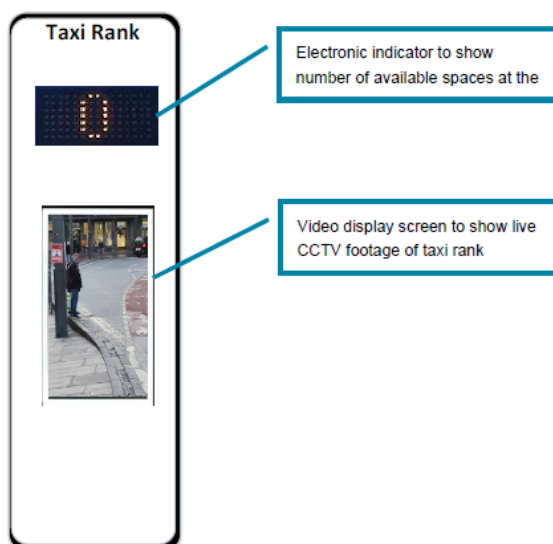 Taxi Rank
Electronic indicator to show
number of available spaces at the
0
Video display screen to show live
CCTV footage of taxi rank